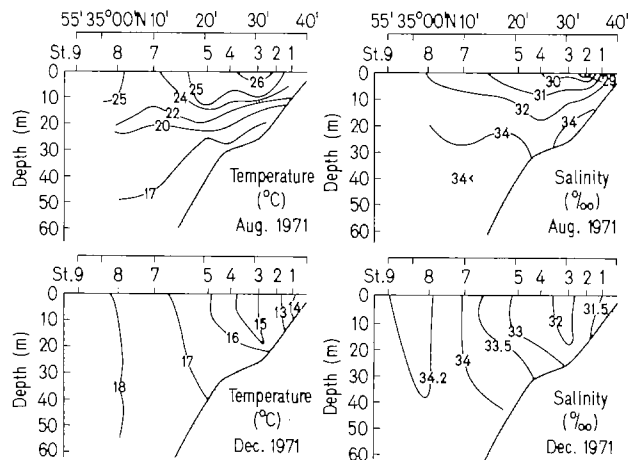 55' 35°00'N 20' 40'
St.9 8 7 5 4 3 2 1
0
10
20
30
40
50
60
Depth (m)
25
25
24
22
20
17
26
Temperature
(°C)
Aug. 1971
55' 35°00'N 20' 40'
St.9 8 7 5 4 3 2 1
0
10
20
30
40
50
60
Depth (m)
30
29
31
32
34
34
34<
Salinity
(‰)
Aug. 1971
St.9 8 7 5 4 3 2 1
0
10
20
30
40
50
60
Depth (m)
18
17
16
15
13
14
Temperature
(°C)
Dec. 1971
St.9 8 7 5 4 3 2 1
0
10
20
30
40
50
60
Depth (m)
34.2
34
33.5
33
32
31.5
Salinity
(‰)
Dec. 1971